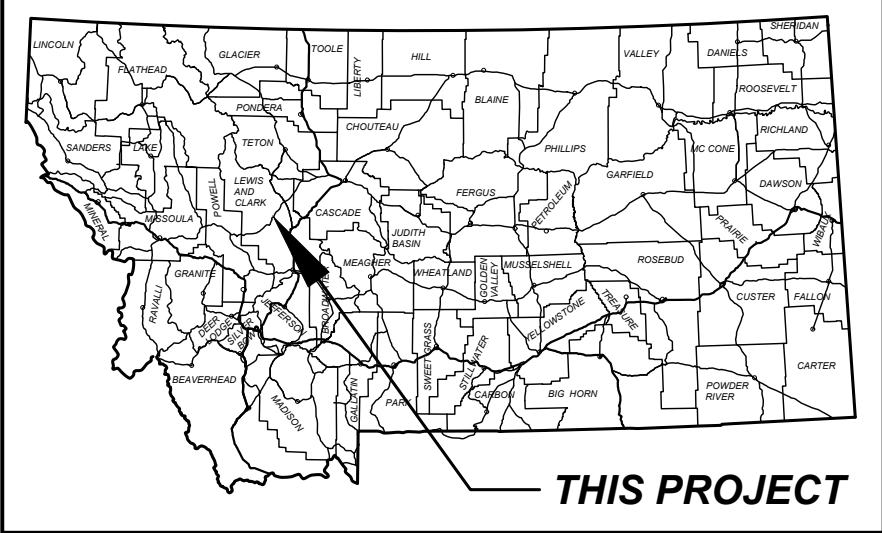 SHERIDAN
LINCOLN
GLACIER
TOOLE
LIBERTY
HILL
VALLEY
DANIELS
FLATHEAD
ROOSEVELT
PONDERA
BLAINE
CHOUTEAU
RICHLAND
SANDERS
LAKE
TETON
PHILLIPS
MC CONE
GARFIELD
LEWIS
AND
CLARK
POWELL
FERGUS
PETROLEUM
DAWSON
MINERAL
MISSOULA
CASCADE
JUDITH
BASIN
PRAIRIE
WIBAUX
MEAGHER
WHEATLAND
GOLDEN
VALLEY
MUSSELSHELL
ROSEBUD
GRANITE
RAVALLI
JEFFERSON
BROADWATER
YELLOWSTONE
TREASURE
CUSTER
FALLON
DEER
LODGE
SILVER
BOW
SWEET GRASS
STILLWATER
CARTER
BEAVERHEAD
MADISON
GALLATIN
PARK
CARBON
BIG HORN
POWDER
RIVER
THIS PROJECT